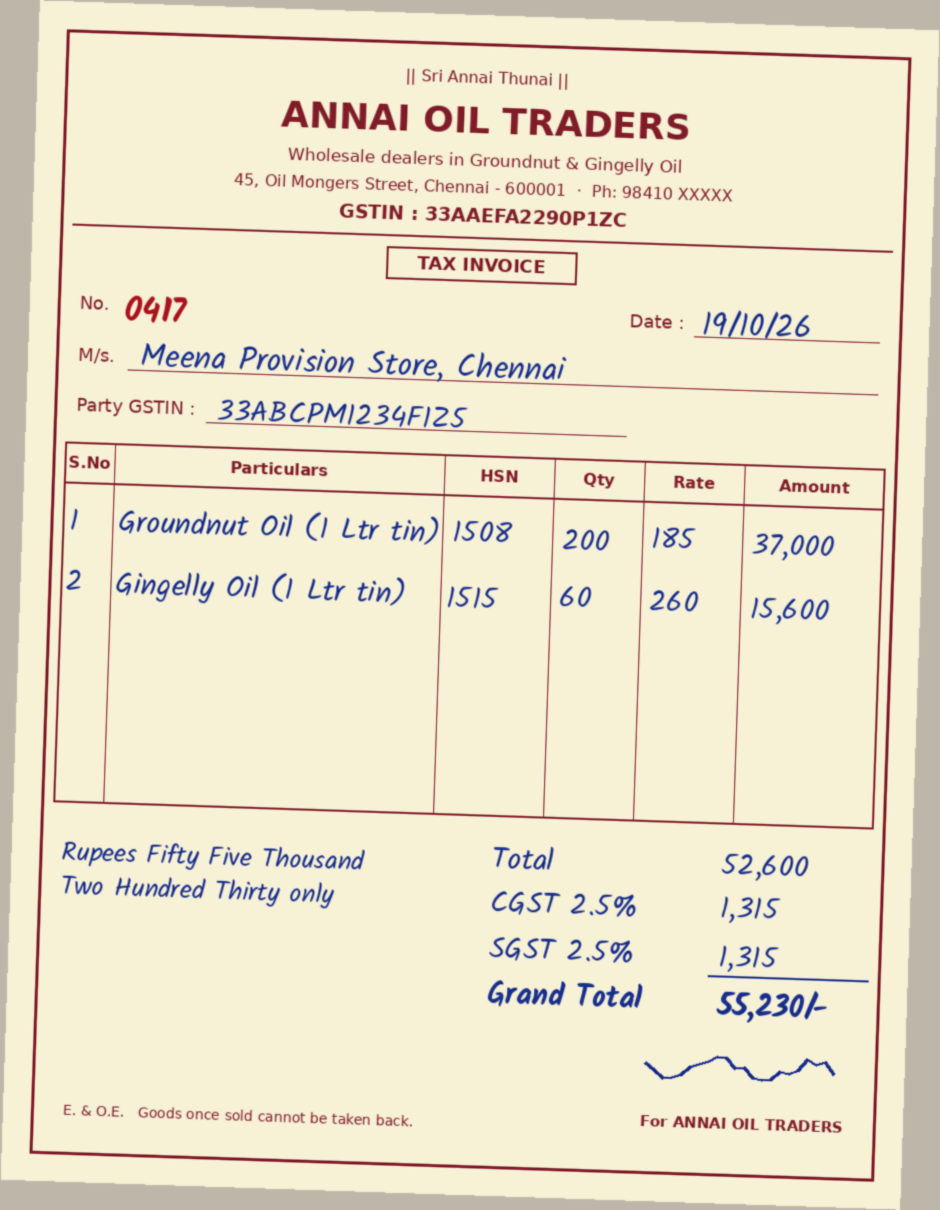 || Sri Annai Thunai ||
ANNAI OIL TRADERS
Wholesale dealers in Groundnut & Gingelly Oil
45, Oil Mongers Street, Chennai - 600001 · Ph: 98410 XXXXX
GSTIN : 33AAEFA2290P1ZC
TAX INVOICE
No. 0417 Date : 19/10/26
M/s. Meena Provision Store, Chennai
Party GSTIN : 33ABCPM1234F1Z5
S.No Particulars HSN Qty Rate Amount
1 Groundnut Oil (1 Ltr tin) 1508 200 185 37,000
2 Gingelly Oil (1 Ltr tin) 1515 60 260 15,600
Rupees Fifty Five Thousand Total 52,600
Two Hundred Thirty only CGST 2.5% 1,315
SGST 2.5% 1,315
Grand Total 55,230/-
E. & O.E. Goods once sold cannot be taken back. For ANNAI OIL TRADERS